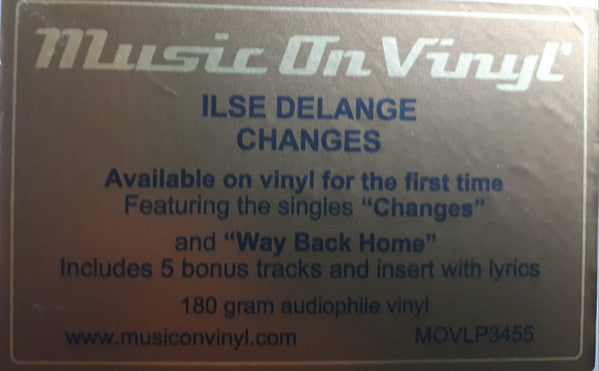 Music On Vinyl
ILSE DELANGE
CHANGES
Available on vinyl for the first time
Featuring the singles “Changes”
and “Way Back Home”
Includes 5 bonus tracks and insert with lyrics
180 gram audiophile vinyl
www.musiconvinyl.com MOVLP3455